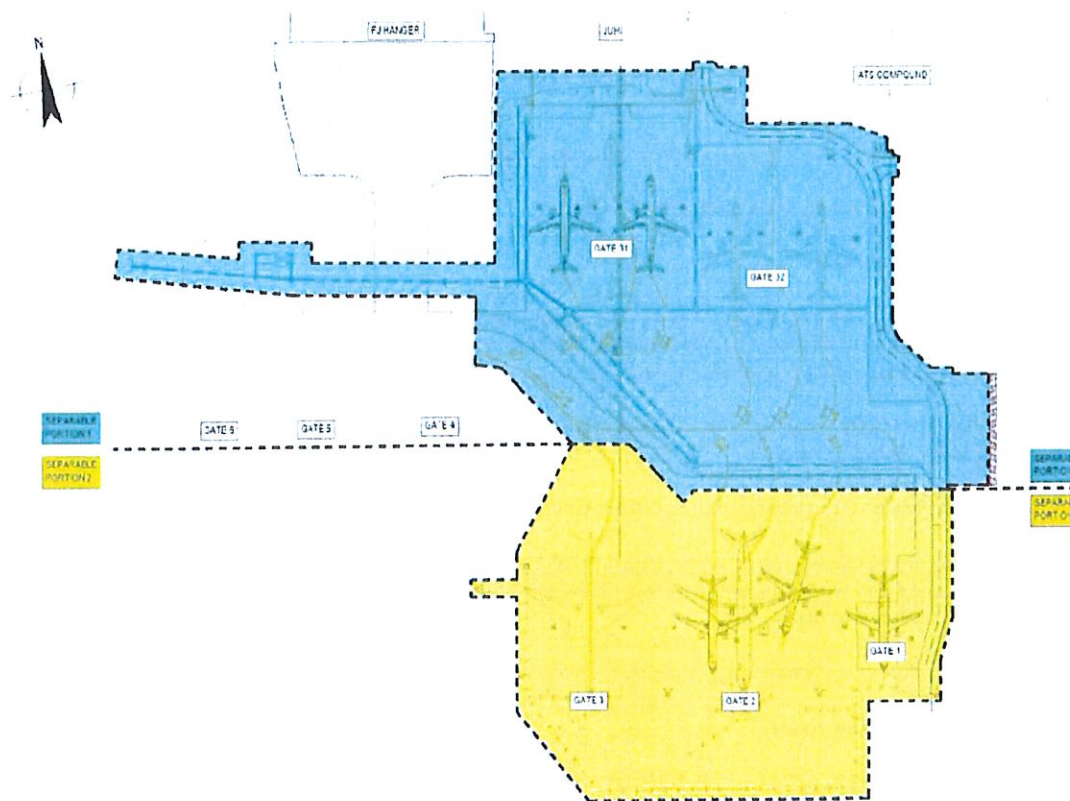 N
FJ HANGER
JUHI
ATS COMPOUND
GATE 31
GATE 32
SEPARABLE
PORTION 1
GATE 6
GATE 5
GATE 4
SEPARABLE
PORTION 2
GATE 1
GATE 3
GATE 2